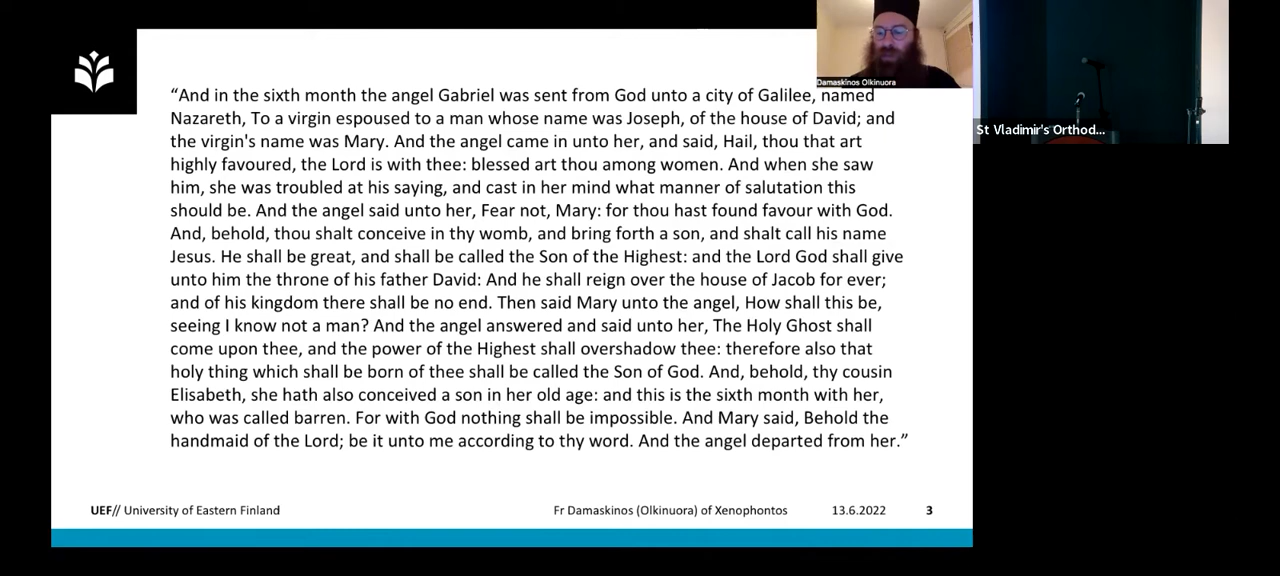 Damaskinos Olkinuora
St Vladimir's Orthod...
“And in the sixth month the angel Gabriel was sent from God unto a city of Galilee, named
Nazareth, To a virgin espoused to a man whose name was Joseph, of the house of David; and
the virgin's name was Mary. And the angel came in unto her, and said, Hail, thou that art
highly favoured, the Lord is with thee: blessed art thou among women. And when she saw
him, she was troubled at his saying, and cast in her mind what manner of salutation this
should be. And the angel said unto her, Fear not, Mary: for thou hast found favour with God.
And, behold, thou shalt conceive in thy womb, and bring forth a son, and shalt call his name
Jesus. He shall be great, and shall be called the Son of the Highest: and the Lord God shall give
unto him the throne of his father David: And he shall reign over the house of Jacob for ever;
and of his kingdom there shall be no end. Then said Mary unto the angel, How shall this be,
seeing I know not a man? And the angel answered and said unto her, The Holy Ghost shall
come upon thee, and the power of the Highest shall overshadow thee: therefore also that
holy thing which shall be born of thee shall be called the Son of God. And, behold, thy cousin
Elisabeth, she hath also conceived a son in her old age: and this is the sixth month with her,
who was called barren. For with God nothing shall be impossible. And Mary said, Behold the
handmaid of the Lord; be it unto me according to thy word. And the angel departed from her.”
UEF// University of Eastern Finland
Fr Damaskinos (Olkinuora) of Xenophontos
13.6.2022
3